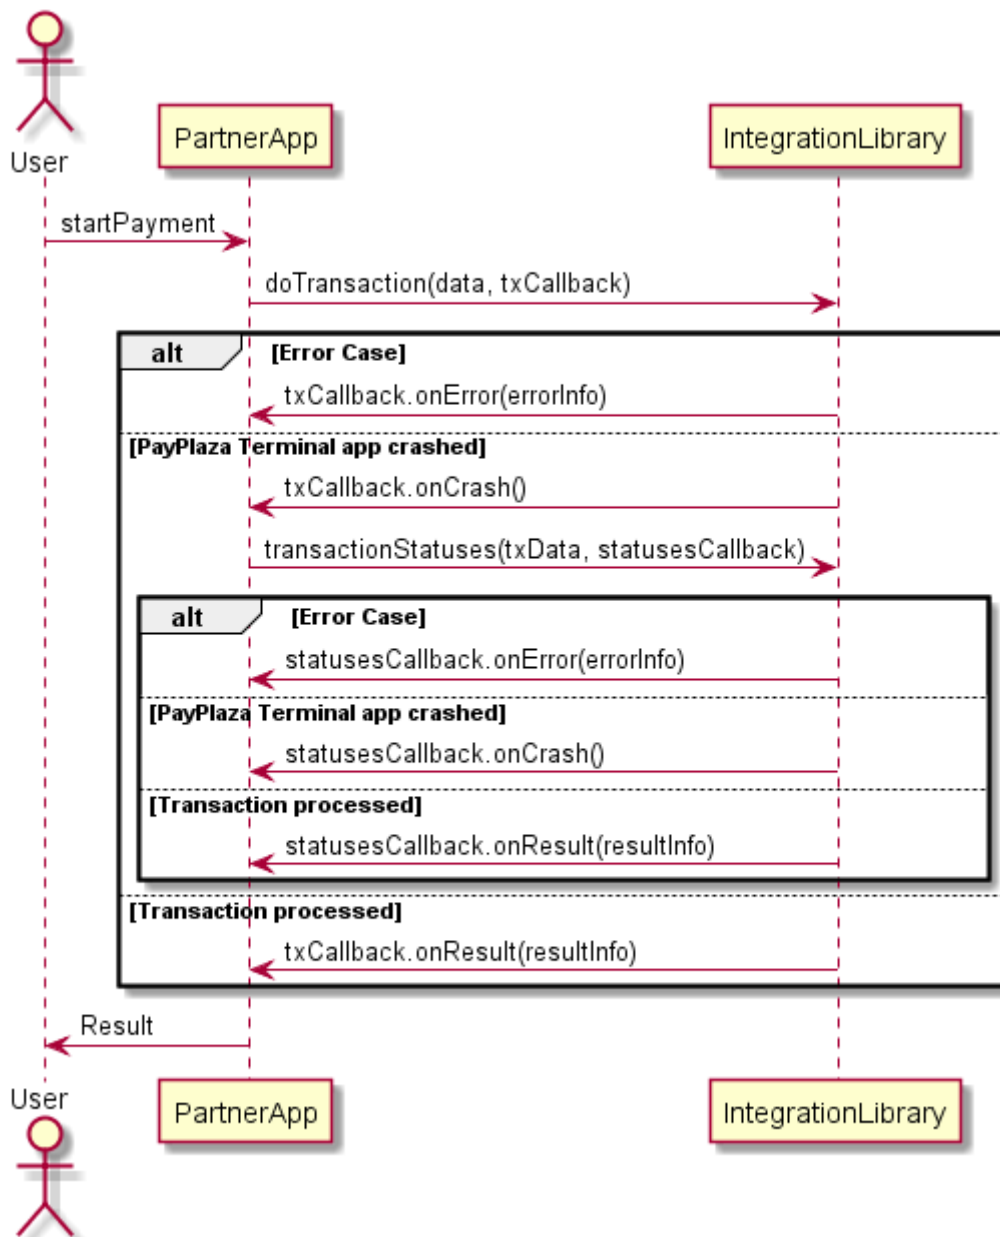 User
PartnerApp
IntegrationLibrary
startPayment
doTransaction(data, txCallback)
alt
[Error Case]
txCallback.onError(errorInfo)
[PayPlaza Terminal app crashed]
txCallback.onCrash()
transactionStatuses(txData, statusesCallback)
alt
[Error Case]
statusesCallback.onError(errorInfo)
[PayPlaza Terminal app crashed]
statusesCallback.onCrash()
[Transaction processed]
statusesCallback.onResult(resultInfo)
[Transaction processed]
txCallback.onResult(resultInfo)
Result
User
PartnerApp
IntegrationLibrary